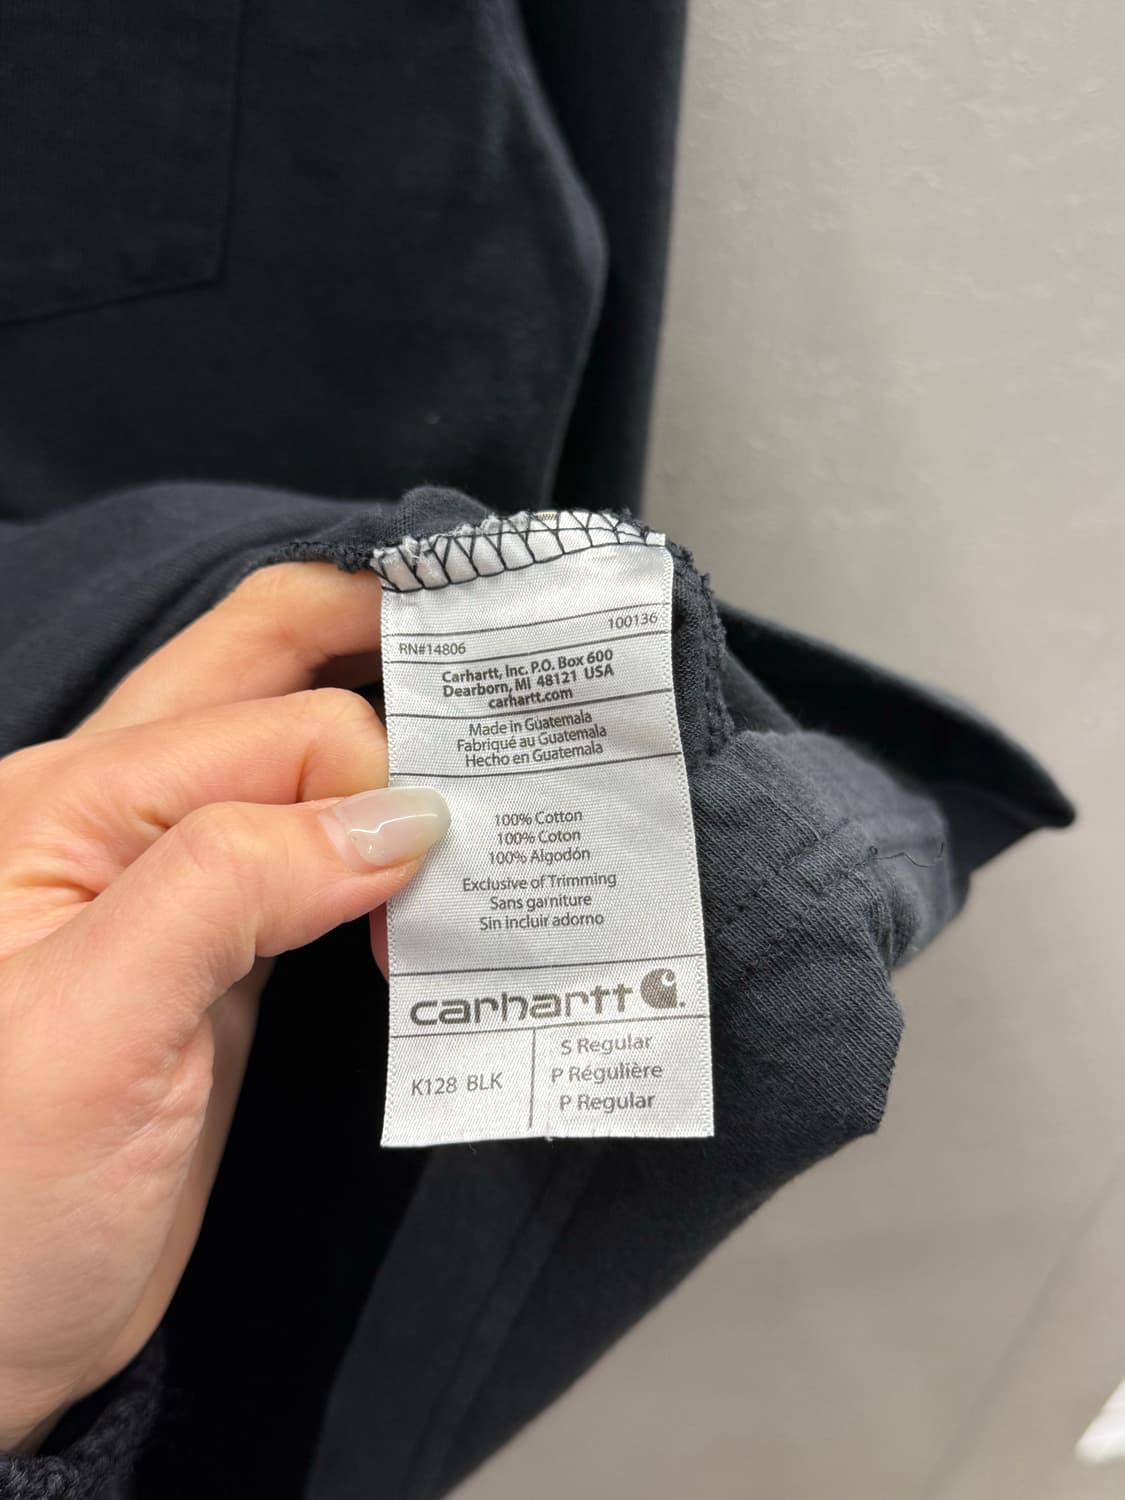 100136
RN#14806
Carhartt, Inc. P.O. Box 600
Dearborn, MI 48121 USA
carhartt.com
Made in Guatemala
Fabriqué au Guatemala
Hecho en Guatemala
100% Cotton
100% Coton
100% Algodón
Exclusive of Trimming
Sans garniture
Sin incluir adorno
carhartt
K128 BLK
S Regular
P Régulière
P Regular